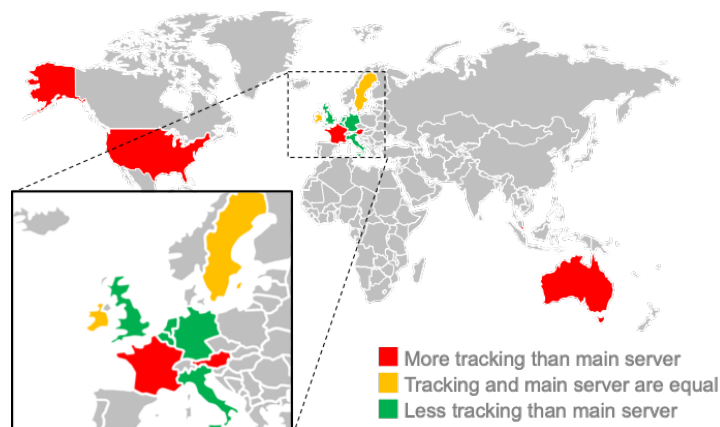 More tracking than main server
Tracking and main server are equal
Less tracking than main server